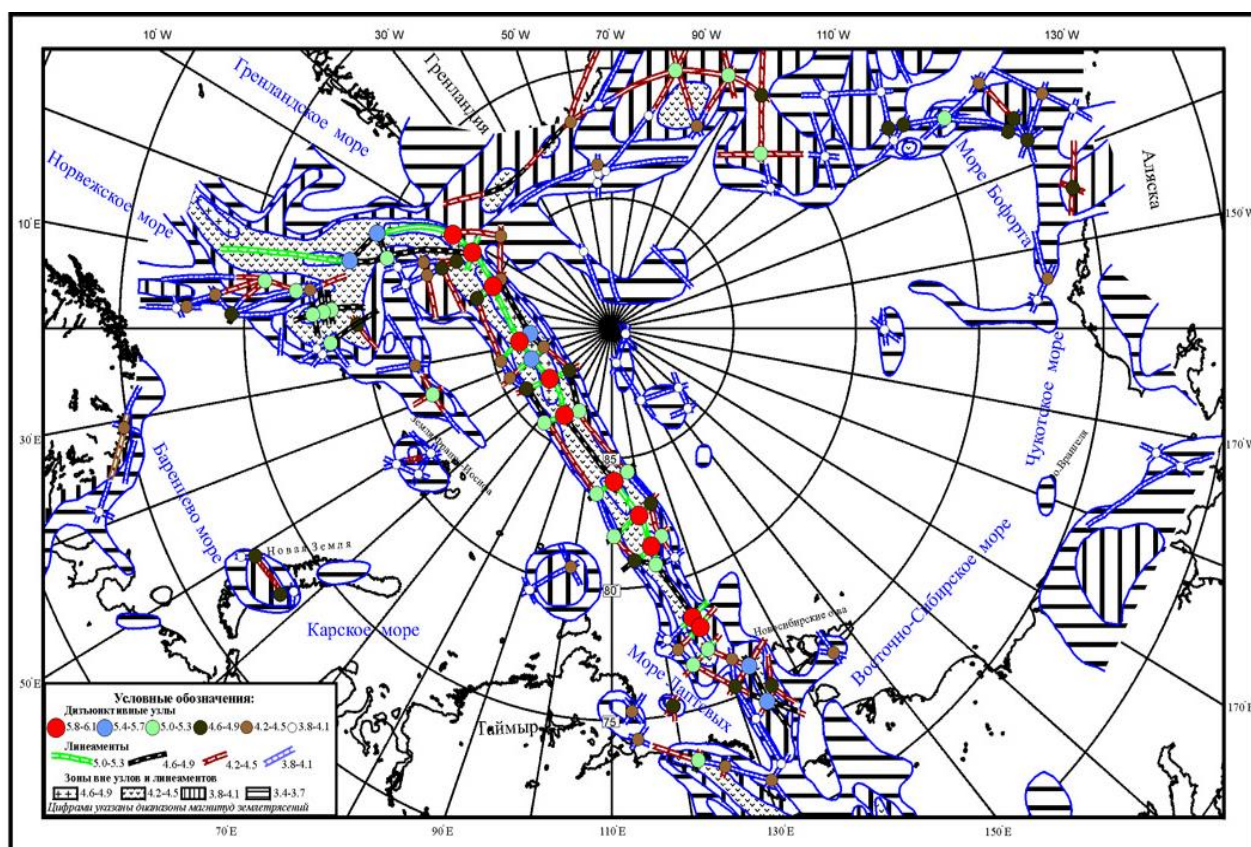 10˚W 30˚W 50˚W 70˚W 90˚W 110˚W 130˚W
Гренландское море
Гренландия
Норвежское море
Море Бофорта
Аляска
150˚W
10˚E
Чукотское море
170˚W
о.Врангеля
30˚E
Баренцево море
Земля Франца-Иосифа
85
Новая Земля
80
Карское море
Новосибирские о-ва
Восточно-Сибирское море
Море Лаптевых
50˚E
170˚E
75
Таймыр
Условные обозначения:
Дизъюнктивные узлы
5.8-6.1 5.4-5.7 5.0-5.3 4.6-4.9 4.2-4.5 3.8-4.1
Линеаменты
5.0-5.3 4.6-4.9 4.2-4.5 3.8-4.1
Зоны вне узлов и линеаментов
4.6-4.9 4.2-4.5 3.8-4.1 3.4-3.7
Цифрами указаны диапазоны магнитуд землетрясений
70˚E 90˚E 110˚E 130˚E 150˚E